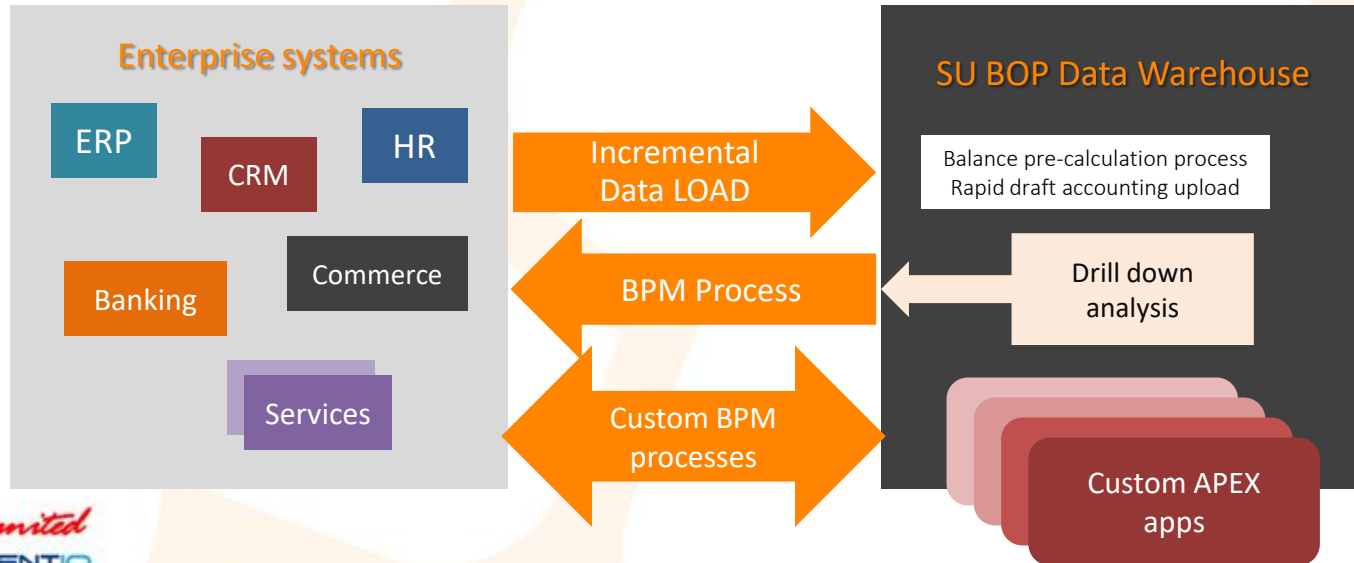 Enterprise systems
ERP
CRM
HR
Banking
Commerce
Services
Incremental
Data LOAD
BPM Process
Custom BPM
processes
SU BOP Data Warehouse
Balance pre-calculation process
Rapid draft accounting upload
Drill down
analysis
Custom APEX
apps